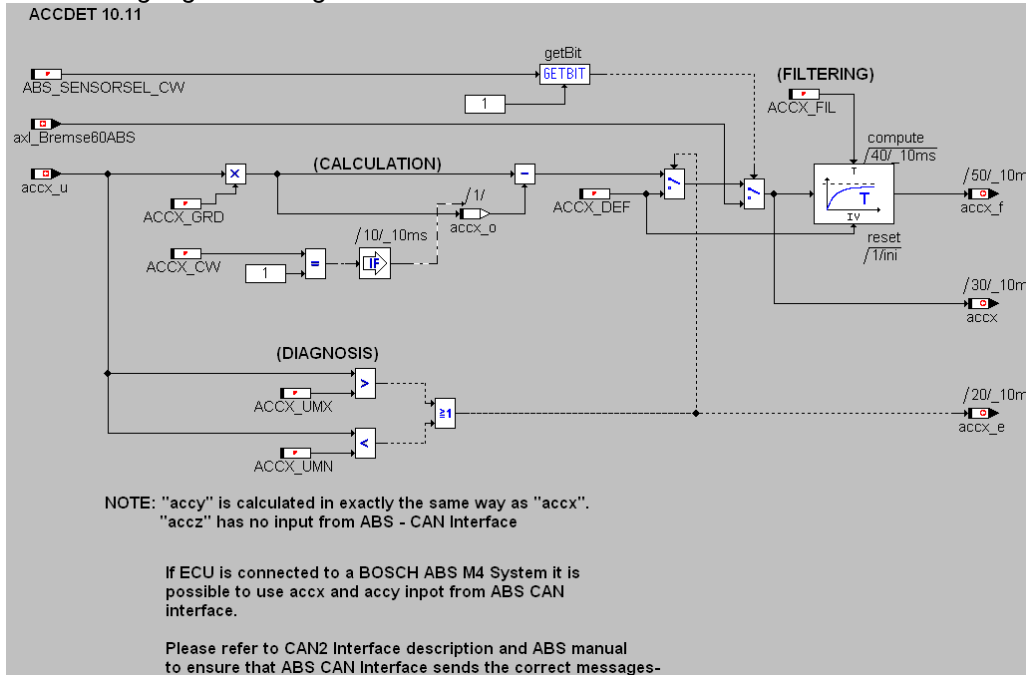 ACCDET 10.11
getBit
GETBIT
(FILTERING)
ABS_SENSORSEL_CW
1
ACCX_FIL
axl_Bremse60ABS
compute
/40/_10ms
(CALCULATION)
T
accx_u
/1/
ACCX_DEF
T
/50/_10m
accx_f
ACCX_GRD
accx_o
IV
/10/_10ms
reset
/1/ini
ACCX_CW
=
IF
1
/30/_10m
accx
(DIAGNOSIS)
>
ACCX_UMX
≥1
/20/_10m
accx_e
<
ACCX_UMN
NOTE: "accy" is calculated in exactly the same way as "accx".
"accz" has no input from ABS - CAN Interface
If ECU is connected to a BOSCH ABS M4 System it is
possible to use accx and accy inpot from ABS CAN
interface.
Please refer to CAN2 Interface description and ABS manual
to ensure that ABS CAN Interface sends the correct messages-